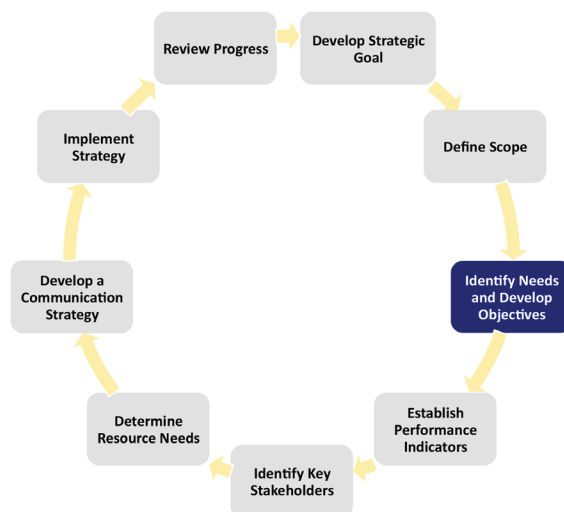 Review Progress
Develop Strategic
Goal
Define Scope
Identify Needs
and Develop
Objectives
Establish
Performance
Indicators
Identify Key
Stakeholders
Determine
Resource Needs
Develop a
Communication
Strategy
Implement
Strategy